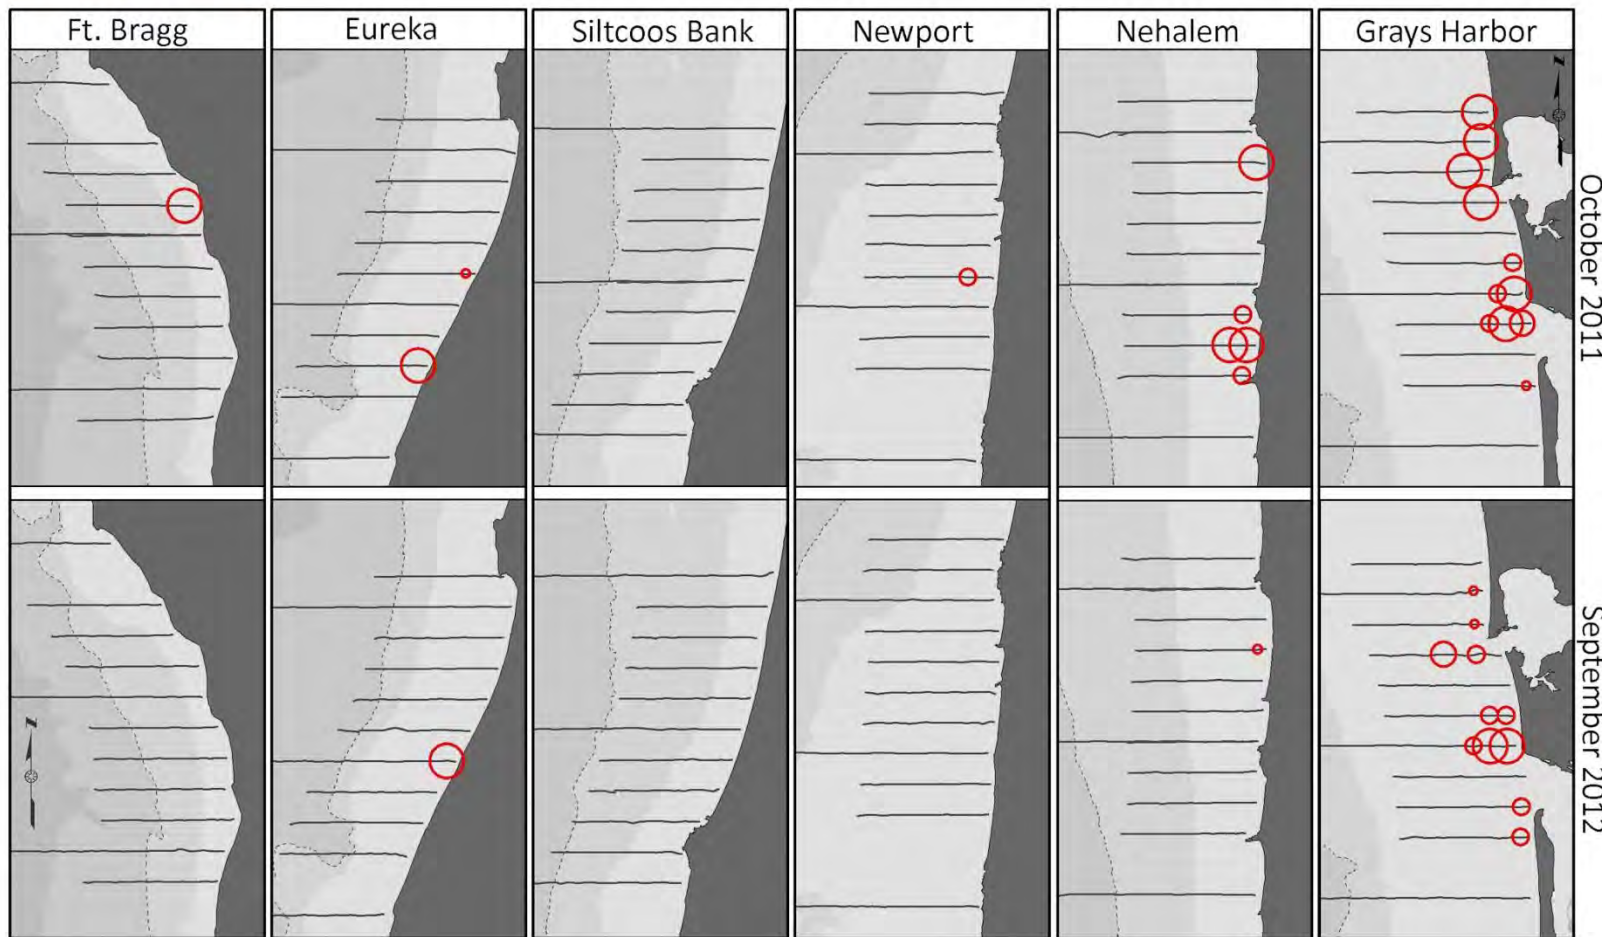 Ft. Bragg
Eureka
Siltcoos Bank
Newport
Nehalem
Grays Harbor
October 2011
September 2012